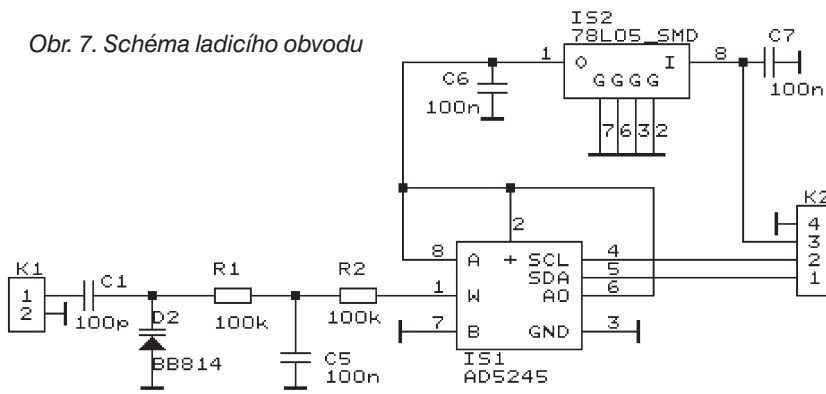 Obr. 7. Schéma ladicího obvodu
IS2
78L05_SMD
C7
1
O
I
8
GGGG
C6
100n
100n
7 6 3 2
K2
2
4
3
2
1
8
A
+
SCL
4
SDA
5
K1
C1
R1
R2
1
W
A0
6
1
2
100p
D2
100k
100k
7
B
GND
3
BB814
C5
100n
IS1
AD5245